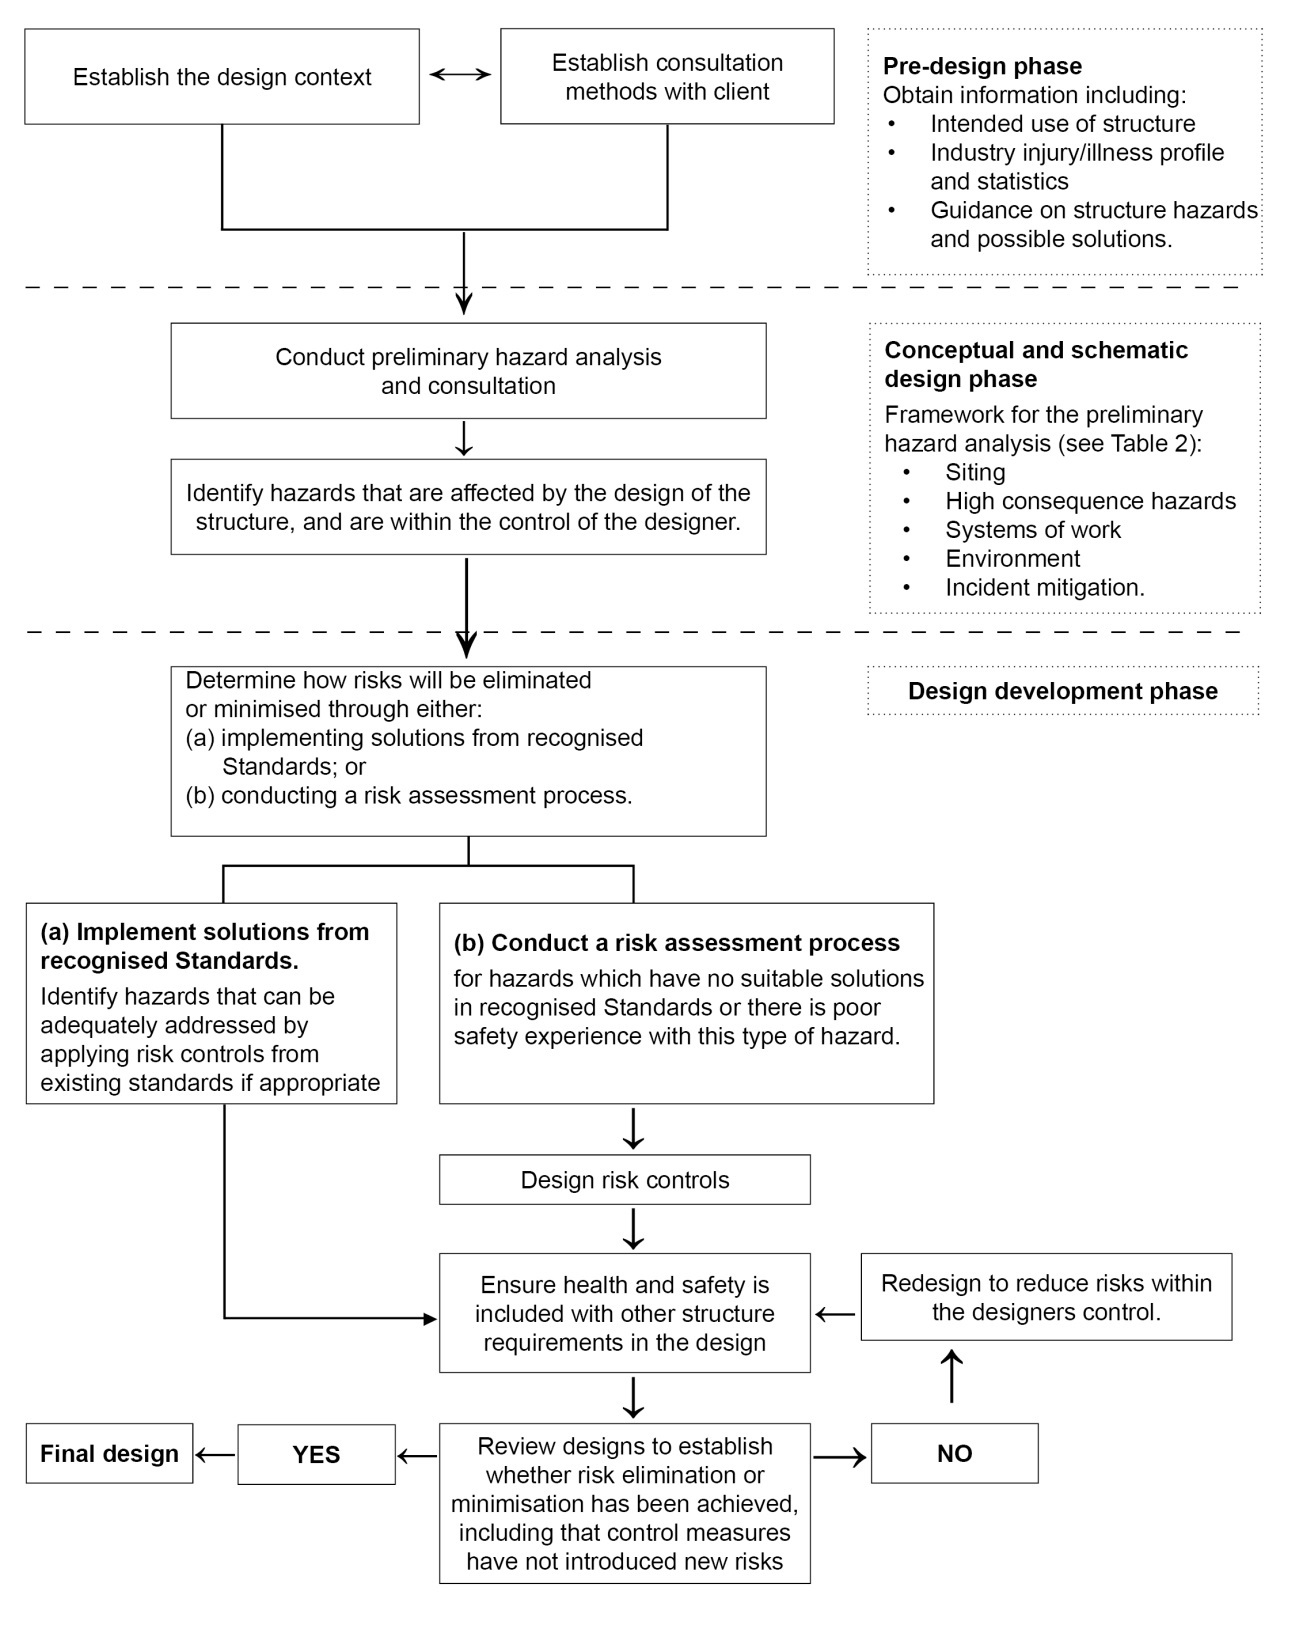 Establish the design context
Establish consultation
methods with client
Pre-design phase
Obtain information including:
• Intended use of structure
• Industry injury/illness profile
and statistics
• Guidance on structure hazards
and possible solutions.
Conduct preliminary hazard analysis
and consultation
Identify hazards that are affected by the design of the
structure, and are within the control of the designer.
Conceptual and schematic
design phase
Framework for the preliminary
hazard analysis (see Table 2):
• Siting
• High consequence hazards
• Systems of work
• Environment
• Incident mitigation.
Determine how risks will be eliminated
or minimised through either:
(a) implementing solutions from recognised
Standards; or
(b) conducting a risk assessment process.
Design development phase
(a) Implement solutions from
recognised Standards.
Identify hazards that can be
adequately addressed by
applying risk controls from
existing standards if appropriate
(b) Conduct a risk assessment process
for hazards which have no suitable solutions
in recognised Standards or there is poor
safety experience with this type of hazard.
Design risk controls
Ensure health and safety is
included with other structure
requirements in the design
Redesign to reduce risks within
the designers control.
Final design
YES
Review designs to establish
whether risk elimination or
minimisation has been achieved,
including that control measures
have not introduced new risks
NO